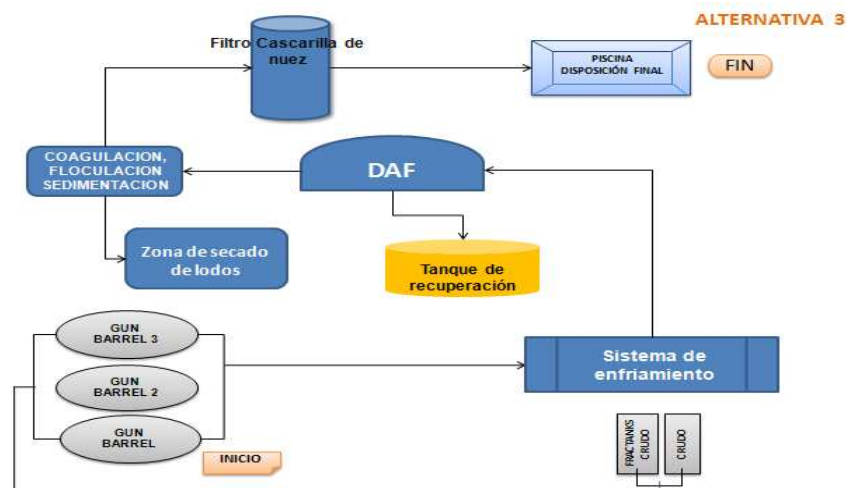 ALTERNATIVA 3
Filtro Cascarilla de
nuez
PISCINA
DISPOSICIÓN FINAL
FIN
COAGULACION,
FLOCULACION
SEDIMENTACION
DAF
Zona de secado
de lodos
Tanque de
recuperación
GUN
BARREL 3
GUN
BARREL 2
GUN
BARREL
INICIO
Sistema de
enfriamiento
FRACTANKS
CRUDO
CRUDO